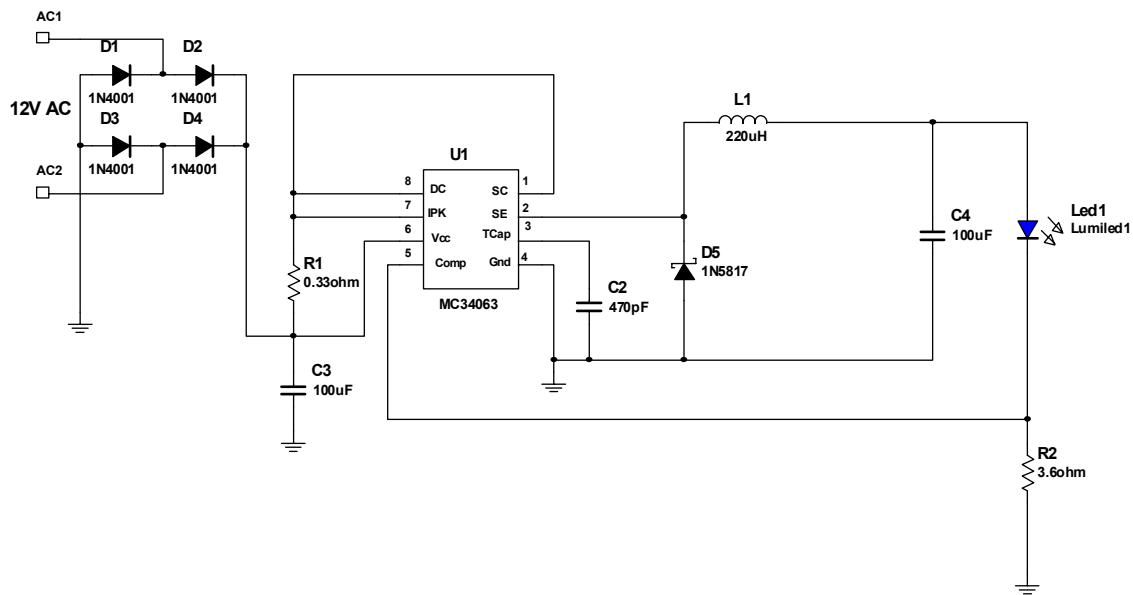 AC1
D1
D2
1N4001
1N4001
12V AC
D3
D4
AC2
1N4001
1N4001
L1
220uH
U1
8
DC
SC
1
7
IPK
SE
2
6
Vcc
TCap
3
5
Comp
Gnd
4
MC34063
R1
0.33ohm
C2
470pF
D5
1N5817
C4
100uF
Led1
Lumiled1
C3
100uF
R2
3.6ohm